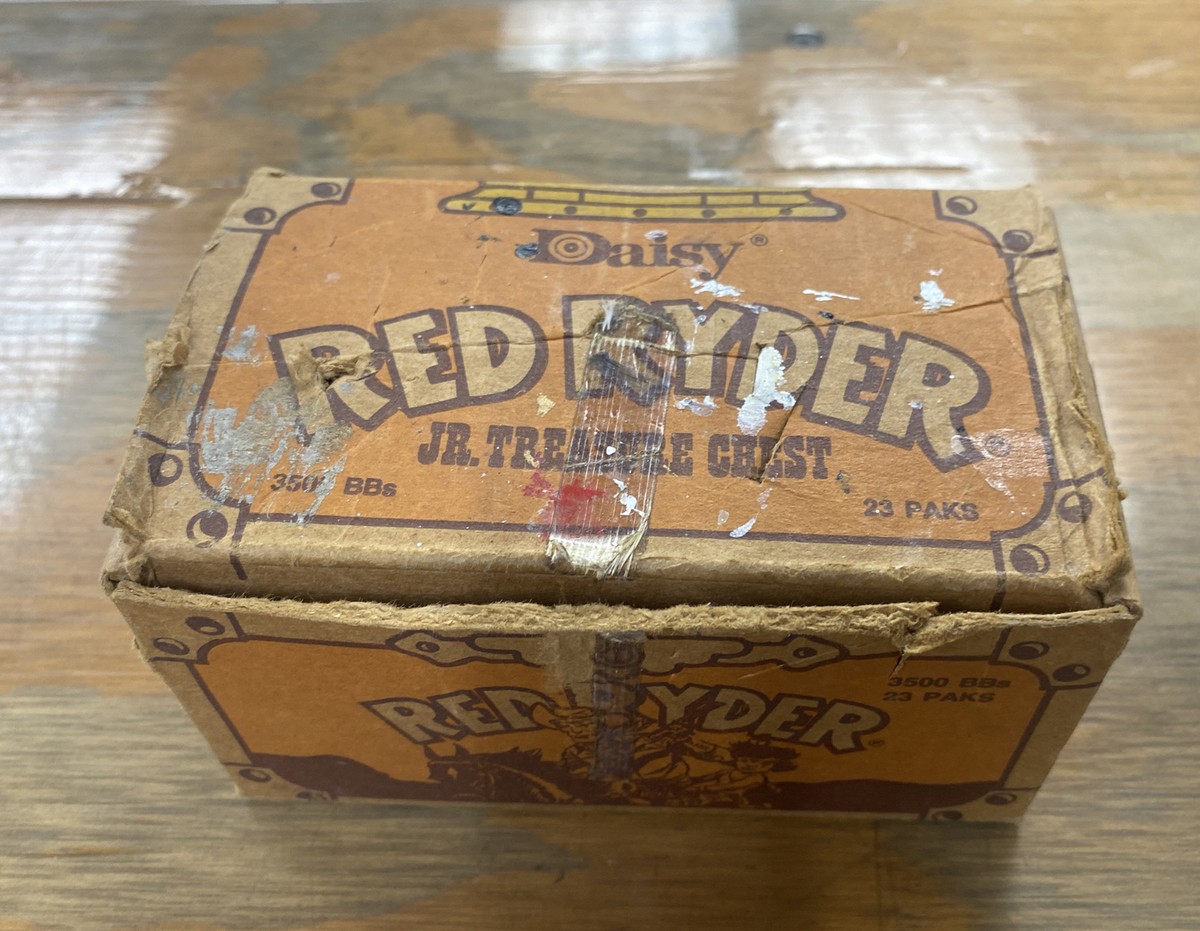 Daisy®
RED RYDER®
JR. TREASURE CHEST
3500 BBs
23 PAKS
RED RYDER®
3500 BBs
23 PAKS